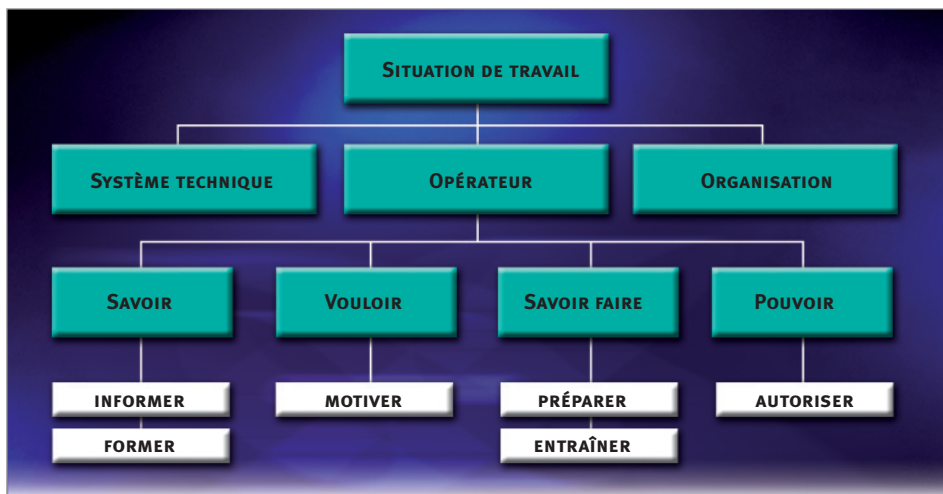 SITUATION DE TRAVAIL
SYSTÈME TECHNIQUE
OPÉRATEUR
ORGANISATION
SAVOIR
VOULOIR
SAVOIR FAIRE
POUVOIR
INFORMER
MOTIVER
PRÉPARER
AUTORISER
FORMER
ENTRAÎNER